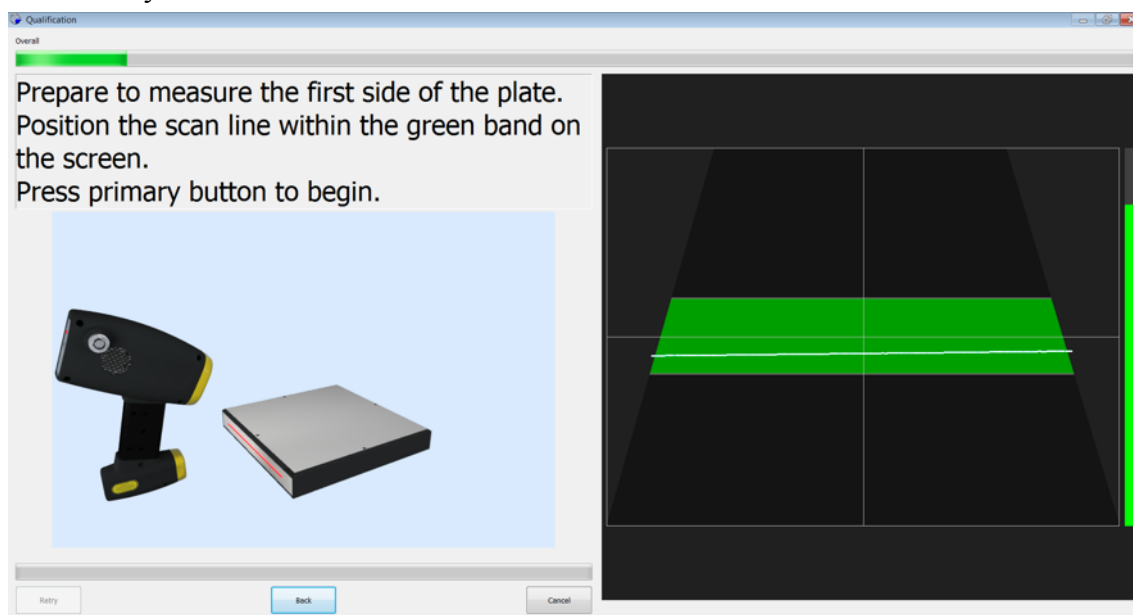 Qualification
Overall
Prepare to measure the first side of the plate.
Position the scan line within the green band on
the screen.
Press primary button to begin.
Retry
Back
Cancel